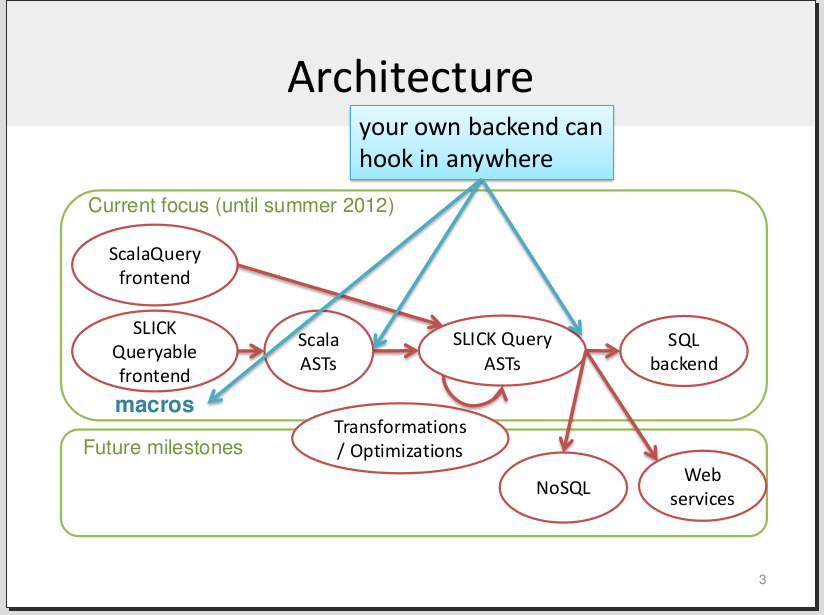 Architecture
your own backend can
hook in anywhere
Current focus (until summer 2012)
ScalaQuery
frontend
SLICK
Queryable
frontend
Scala
ASTs
SLICK Query
ASTs
SQL
backend
macros
Transformations
/ Optimizations
Future milestones
NoSQL
Web
services
3